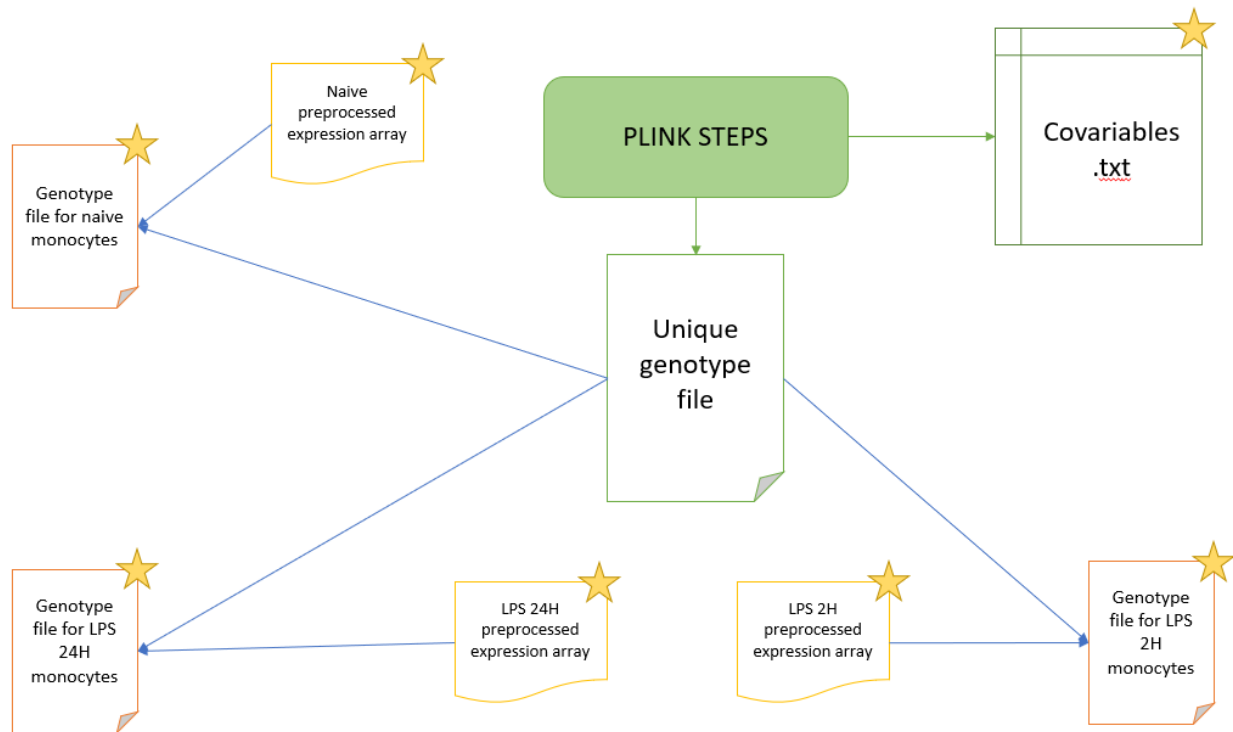 Naive
preprocessed
expression array
PLINK STEPS
Covariables
.txt
Genotype
file for naive
monocytes
Unique
genotype
file
Genotype
file for LPS
24H
monocytes
LPS 24H
preprocessed
expression array
LPS 2H
preprocessed
expression array
Genotype
file for LPS
2H
monocytes